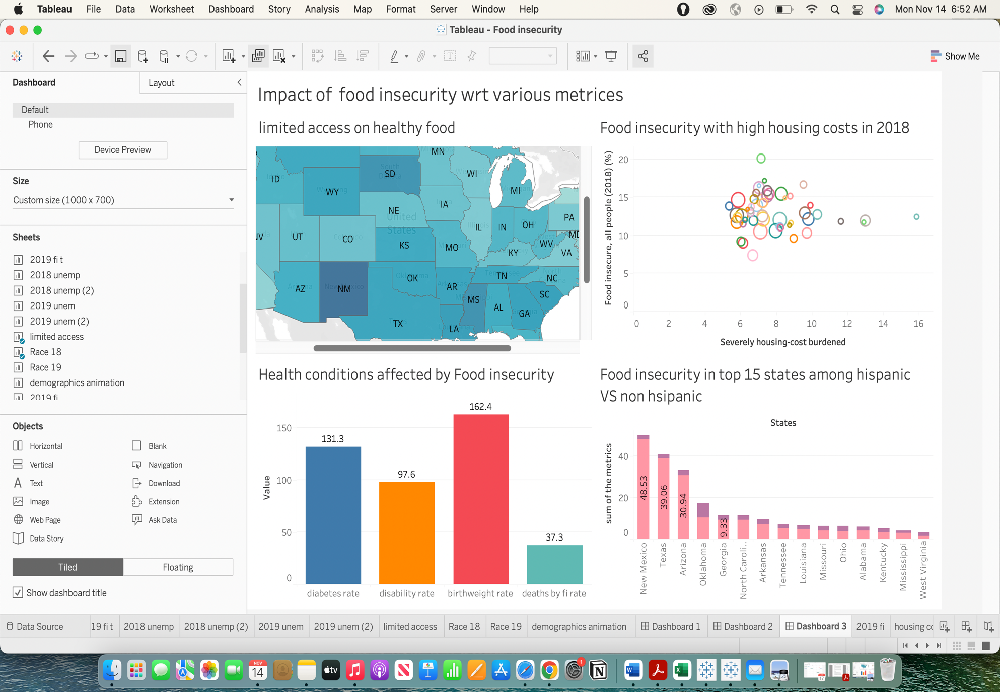 Tableau File Data Worksheet Dashboard Story Analysis Map Format Server Window Help Mon Nov 14 6:52 AM
Tableau - Food insecurity
Show Me
Dashboard Layout
Default
Phone
Device Preview
Size
Custom size (1000 x 700)
Sheets
2019 fi t
2018 unemp
2018 unemp (2)
2019 unem
2019 unem (2)
limited access
Race 18
Race 19
demographics animation
2019 fi
Objects
Horizontal Blank
Vertical Navigation
Text Download
Image Extension
Web Page Ask Data
Data Story
Tiled Floating
Show dashboard title
Impact of food insecurity wrt various metrices
limited access on healthy food
MN
South
SD
ID
WI
WY
MI
IA
NE
United
States
PA
OH
IN
IL
UT
CO
KS
MO
WV
VA
KY
TN
NC
OK
AR
AZ
New Mexico
NM
MS
SC
AL
GA
TX
LA
Food insecurity with high housing costs in 2018
Food insecure, all people (2018) (%)
20
15
10
5
0
0 2 4 6 8 10 12 14 16
Severely housing-cost burdened
Health conditions affected by Food insecurity
Value
150
100
50
0
131.3
97.6
162.4
37.3
diabetes rate disability rate birthweight rate deaths by fi rate
Food insecurity in top 15 states among hispanic
VS non hsipanic
States
sum of the metrics
40
20
0
48.53
39.06
30.94
9.33
New Mexico
Texas
Arizona
Oklahoma
Georgia
North Caroli..
Arkansas
Tennessee
Louisiana
Missouri
Ohio
Alabama
Kentucky
Mississippi
West Virginia
Data Source 19 fi t 2018 unemp 2018 unemp (2) 2019 unem 2019 unem (2) limited access Race 18 Race 19 demographics animation Dashboard 1 Dashboard 2 Dashboard 3 2019 fi housing co
NOV
14
tv
N
1
W
X
17